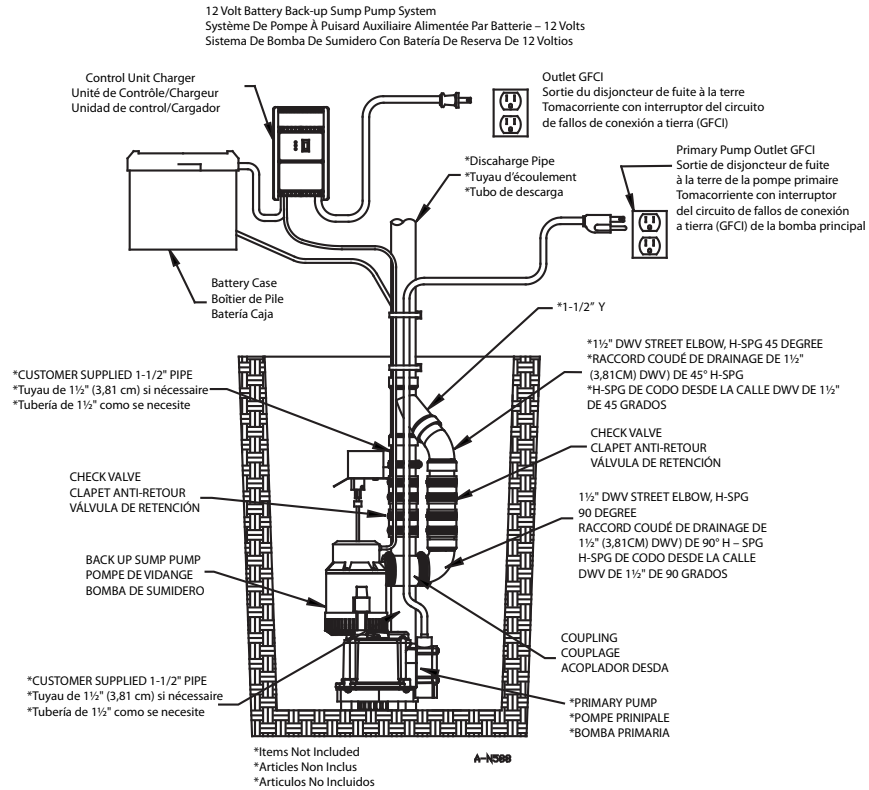 12 Volt Battery Back-up Sump Pump System
Système De Pompe À Puisard Auxiliaire Alimentée Par Batterie – 12 Volts
Sistema De Bomba De Sumidero Con Batería De Reserva De 12 Voltios
Control Unit Charger
Unité de Contrôle/Chargeur
Unidad de control/Cargador
Outlet GFCI
Sortie du disjoncteur de fuite à la terre
Tomacorriente con interruptor del circuito
de fallos de conexión a tierra (GFCI)
Primary Pump Outlet GFCI
Sortie de disjoncteur de fuite
à la terre de la pompe primaire
Tomacorriente con interruptor
del circuito de fallos de conexión
a tierra (GFCI) de la bomba principal
*Discaharge Pipe
*Tuyau d'écoulement
*Tubo de descarga
Battery Case
Boîtier de Pile
Batería Caja
*1-1/2" Y
*1½" DWV STREET ELBOW, H-SPG 45 DEGREE
*RACCORD COUDÉ DE DRAINAGE DE 1½"
(3,81CM) DWV) DE 45° H-SPG
*H-SPG DE CODO DESDE LA CALLE DWV DE 1½"
DE 45 GRADOS
*CUSTOMER SUPPLIED 1-1/2" PIPE
*Tuyau de 1½" (3,81 cm) si nécessaire
*Tubería de 1½" como se necesite
CHECK VALVE
CLAPET ANTI-RETOUR
VÁLVULA DE RETENCIÓN
CHECK VALVE
CLAPET ANTI-RETOUR
VÁLVULA DE RETENCIÓN
1½" DWV STREET ELBOW, H-SPG
90 DEGREE
RACCORD COUDÉ DE DRAINAGE DE
1½" (3,81CM) DWV) DE 90° H – SPG
H-SPG DE CODO DESDE LA CALLE
DWV DE 1½" DE 90 GRADOS
BACK UP SUMP PUMP
POMPE DE VIDANGE
BOMBA DE SUMIDERO
COUPLING
COUPLAGE
ACOPLADOR DESDA
*CUSTOMER SUPPLIED 1-1/2" PIPE
*Tuyau de 1½" (3,81 cm) si nécessaire
*Tubería de 1½" como se necesite
*PRIMARY PUMP
*POMPE PRINIPALE
*BOMBA PRIMARIA
*Items Not Included
*Articles Non Inclus
*Articulos No Incluidos
A-N588